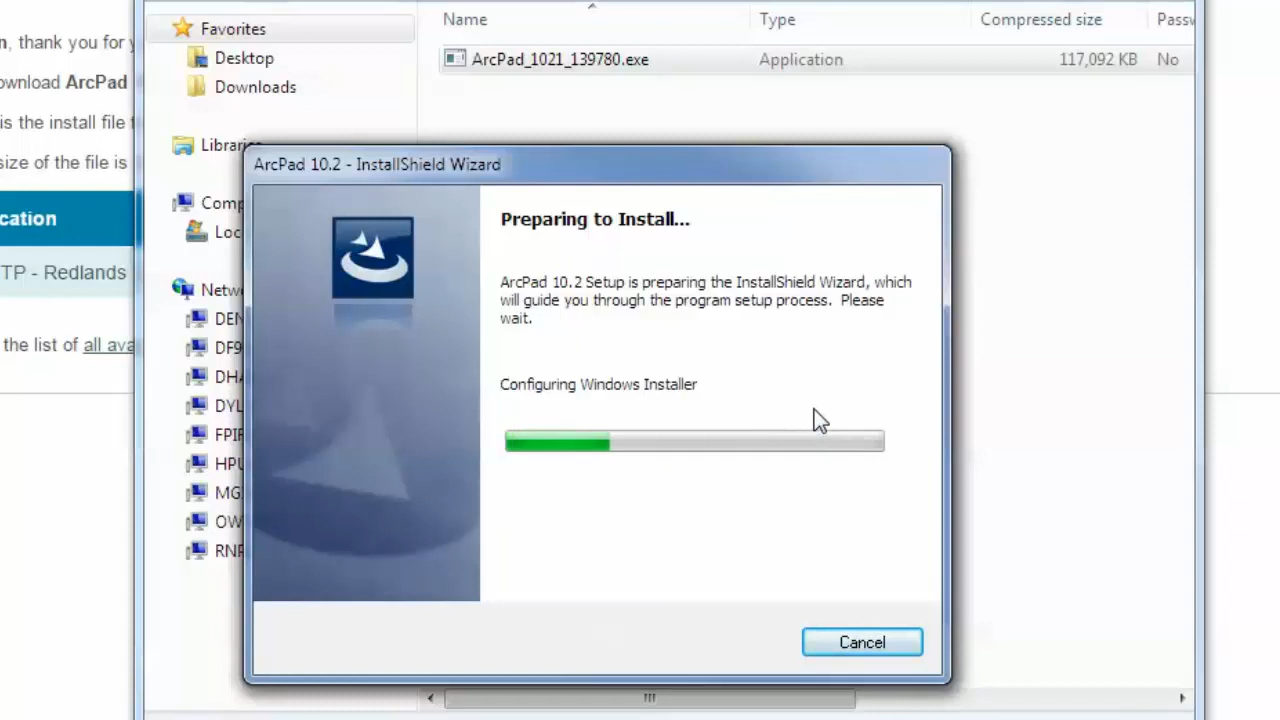 n, thank you for y
ownload ArcPad
is the install file
size of the file is
cation
TP - Redlands
the list of all ava
Favorites
Desktop
Downloads
Libraries
Comp
Loc
Netw
DEN
DF9
DHA
DYL
FPIF
HPU
MG
OW
RNP
Name
Type
Compressed size
Passw
ArcPad_1021_139780.exe
Application
117,092 KB
No
ArcPad 10.2 - InstallShield Wizard
Preparing to Install...
ArcPad 10.2 Setup is preparing the InstallShield Wizard, which
will guide you through the program setup process. Please
wait.
Configuring Windows Installer
Cancel